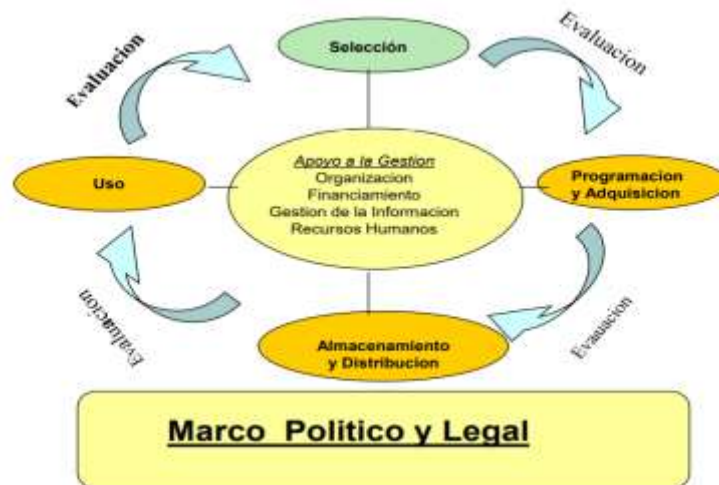 Selección
Evaluacion
Evaluacion
Apoyo a la Gestion
Organizacion
Financiamiento
Gestion de la Informacion
Recursos Humanos
Uso
Programacion
y Adquisicion
Evaluacion
Evauacion
Almacenamiento
y Distribucion
Marco Politico y Legal